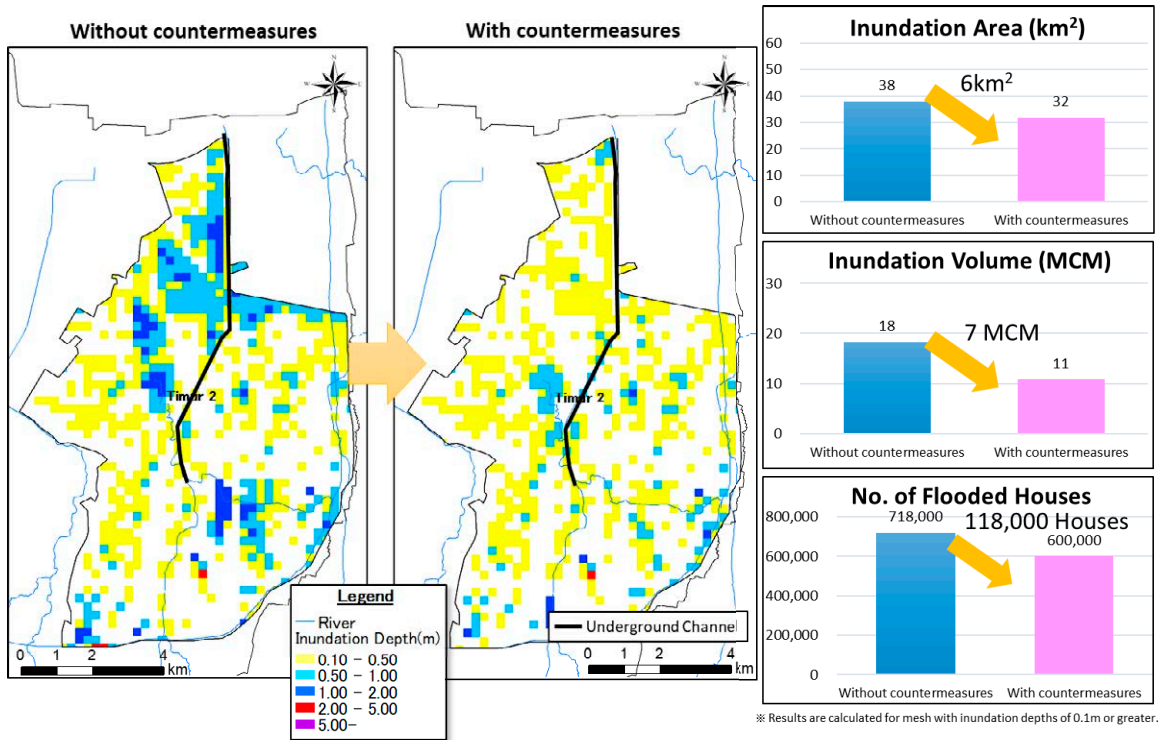 Without countermeasures
N
W
E
S
Timur 2
0 1 2 4
km
With countermeasures
N
W
E
S
Timur 2
Legend
River
Inundation Depth(m)
0.10 - 0.50
0.50 - 1.00
1.00 - 2.00
2.00 - 5.00
5.00-
Underground Channel
0 1 2 4
km
Inundation Area (km²)
60
50
40
30
20
10
0
38
6km²
32
Without countermeasures
With countermeasures
Inundation Volume (MCM)
30
20
10
0
18
7 MCM
11
Without countermeasures
With countermeasures
No. of Flooded Houses
800,000
600,000
400,000
200,000
0
718,000
118,000 Houses
600,000
Without countermeasures
With countermeasures
※ Results are calculated for mesh with inundation depths of 0.1m or greater.